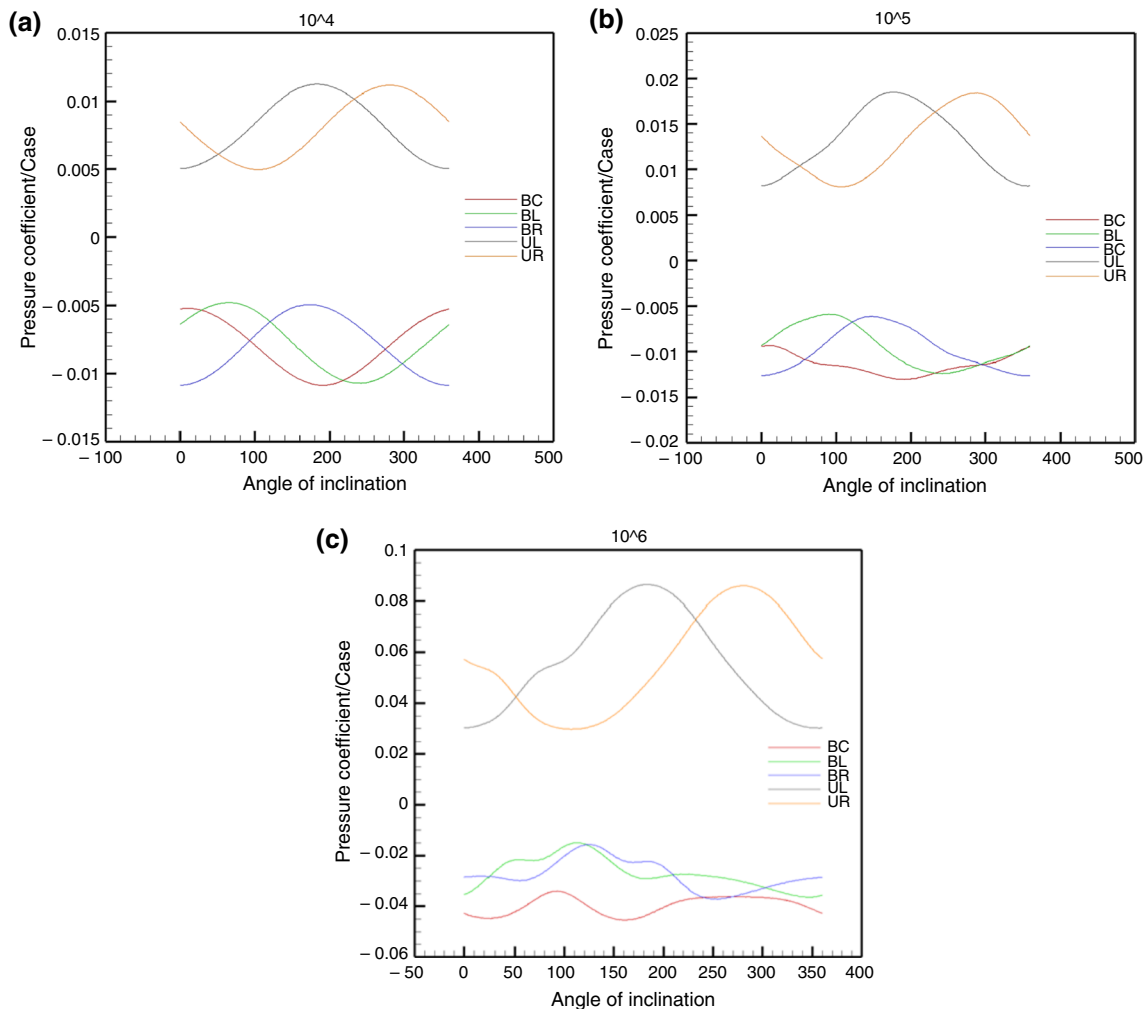 (a)
10^4
0.015
0.01
0.005
0
– 0.005
– 0.01
– 0.015
– 100
0
100
200
300
400
500
Pressure coefficient/Case
Angle of inclination
BC
BL
BR
UL
UR
(b)
10^5
0.025
0.02
0.015
0.01
0.005
0
– 0.005
– 0.01
– 0.015
– 0.02
– 100
0
100
200
300
400
500
Pressure coefficient/Case
Angle of inclination
BC
BL
BC
UL
UR
(c)
10^6
0.1
0.08
0.06
0.04
0.02
0
– 0.02
– 0.04
– 0.06
– 50
0
50
100
150
200
250
300
350
400
Pressure coefficient/Case
Angle of inclination
BC
BL
BR
UL
UR